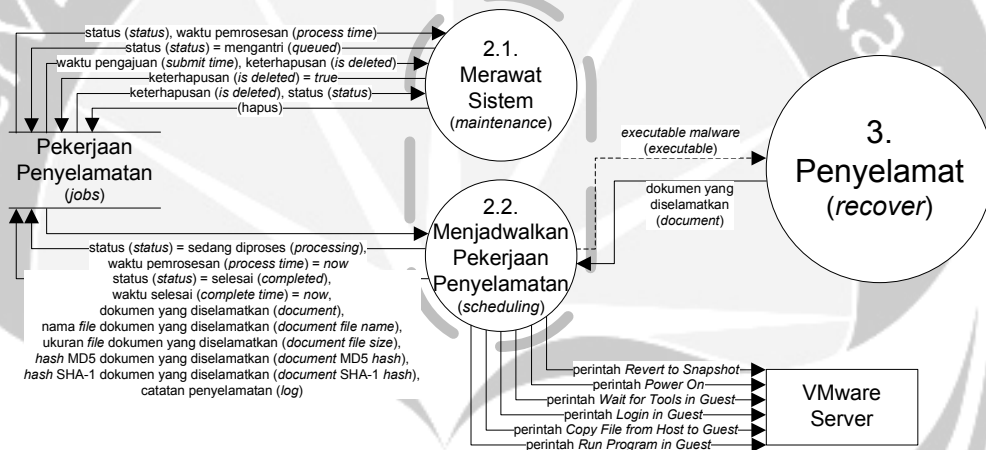 status (status), waktu pemrosesan (process time)
status (status) = mengantri (queued)
waktu pengajuan (submit time), keterhapusan (is deleted)
keterhapusan (is deleted) = true
keterhapusan (is deleted), status (status)
(hapus)
2.1.
Merawat
Sistem
(maintenance)
Pekerjaan
Penyelamatan
(jobs)
executable malware
(executable)
dokumen yang
diselamatkan
(document)
3.
Penyelamat
(recover)
2.2.
Menjadwalkan
Pekerjaan
Penyelamatan
(scheduling)
status (status) = sedang diproses (processing),
waktu pemrosesan (process time) = now
status (status) = selesai (completed),
waktu selesai (complete time) = now,
dokumen yang diselamatkan (document),
nama file dokumen yang diselamatkan (document file name),
ukuran file dokumen yang diselamatkan (document file size),
hash MD5 dokumen yang diselamatkan (document MD5 hash),
hash SHA-1 dokumen yang diselamatkan (document SHA-1 hash),
catatan penyelamatan (log)
perintah Revert to Snapshot
perintah Power On
perintah Wait for Tools in Guest
perintah Login in Guest
perintah Copy File from Host to Guest
perintah Run Program in Guest
VMware
Server